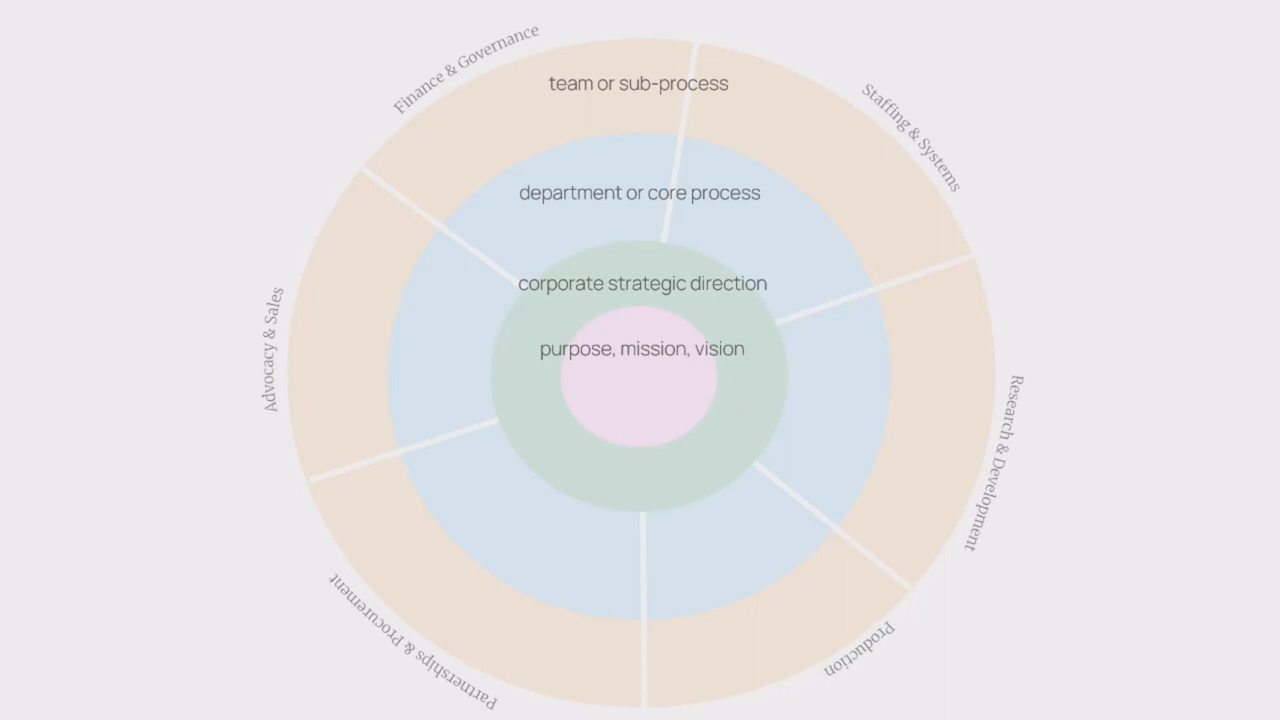 Finance & Governance
team or sub-process
Staffing & Systems
department or core process
corporate strategic direction
Advocacy & Sales
purpose, mission, vision
Research & Development
Partnerships & Procurement
Production